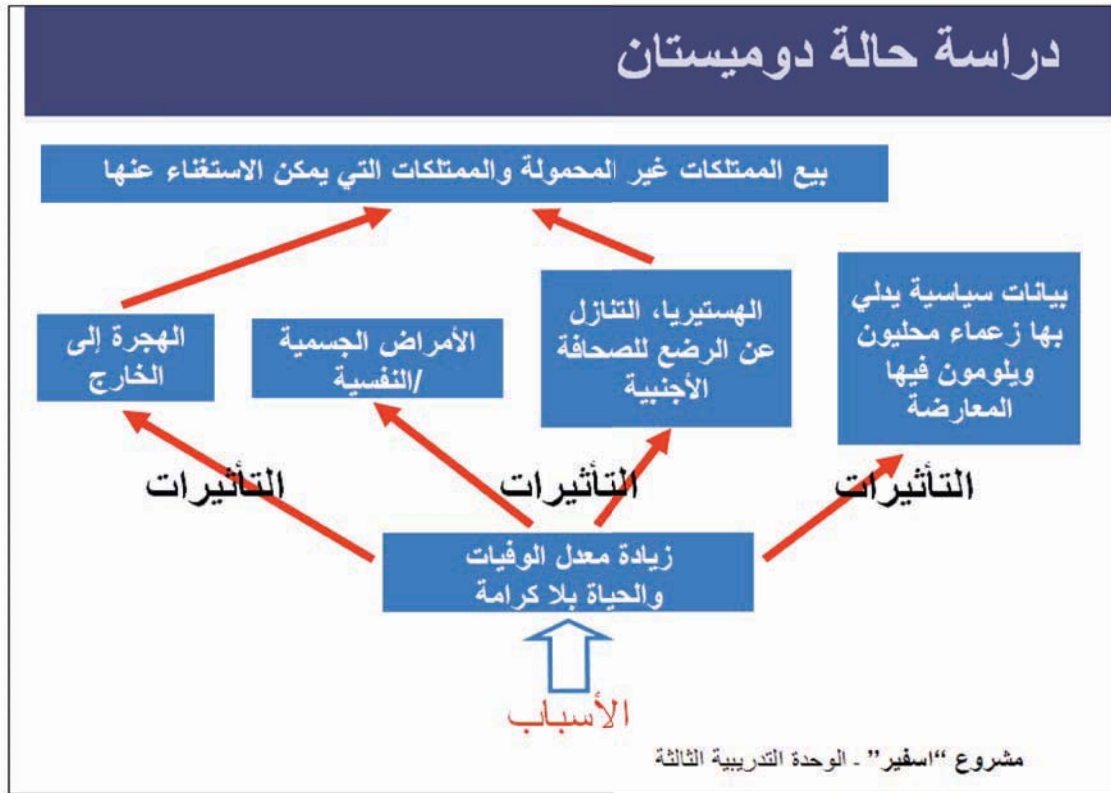 دراسة حالة دوميستان
بيع الممتلكات غير المحمولة والممتلكات التي يمكن الاستغناء عنها
بيانات سياسية يدلي
بها زعماء محليون
ويلومون فيها
المعارضة
الهستيريا، التنازل
عن الرضع للصحافة
الأجنبية
الأمراض الجسمية
/النفسية
الهجرة إلى
الخارج
التأثيرات
التأثيرات
التأثيرات
زيادة معدل الوفيات
والحياة بلا كرامة
الأسباب
مشروع “اسفير” - الوحدة التدريبية الثالثة